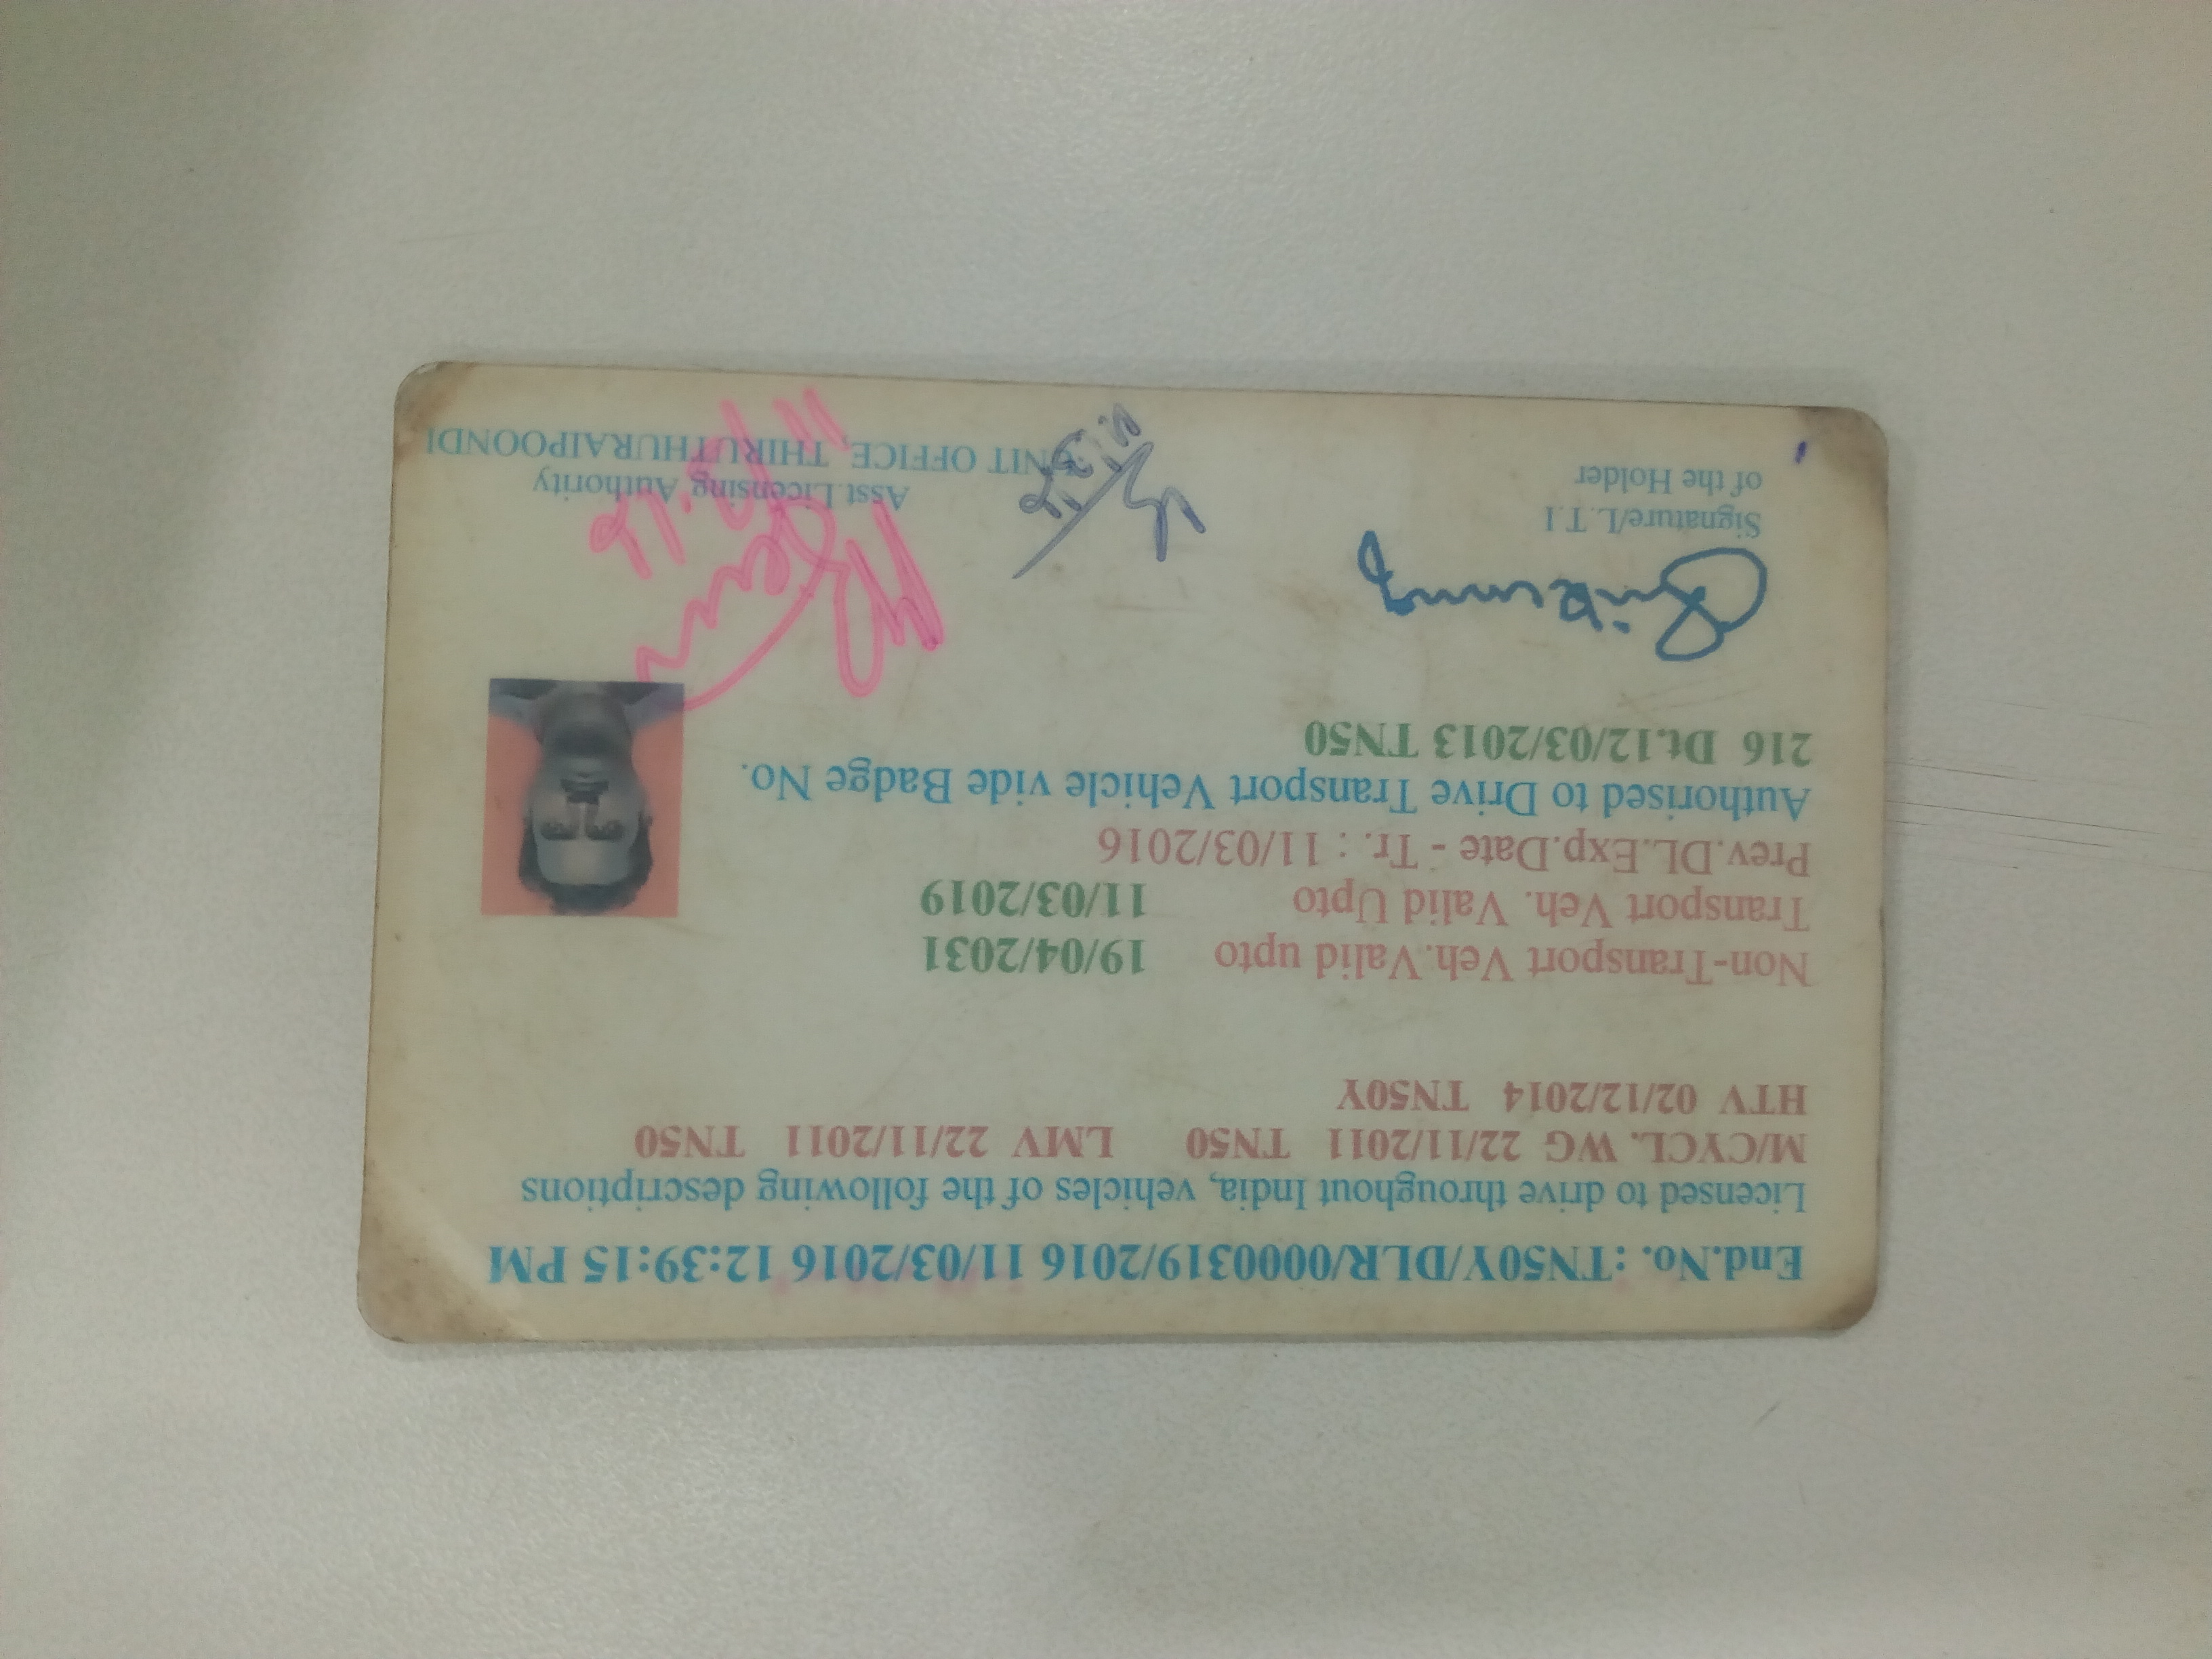 End.No. :TN50Y/DLR/0000319/2016 11/03/2016 12:39:15 PM
Licensed to drive throughout India, vehicles of the following descriptions
M/CYCL. WG 22/11/2011 TN50 LMV 22/11/2011 TN50
HTV 02/12/2014 TN50Y
Non-Transport Veh.Valid upto 19/04/2031
Transport Veh. Valid Upto 11/03/2019
Prev.DL.Exp.Date - Tr. : 11/03/2016
Authorised to Drive Transport Vehicle vide Badge No.
216 Dt.12/03/2013 TN50
Signature/L.T.I
of the Holder
Asst.Licensing Authority
UNIT OFFICE, THIRUTHURAIPOONDI